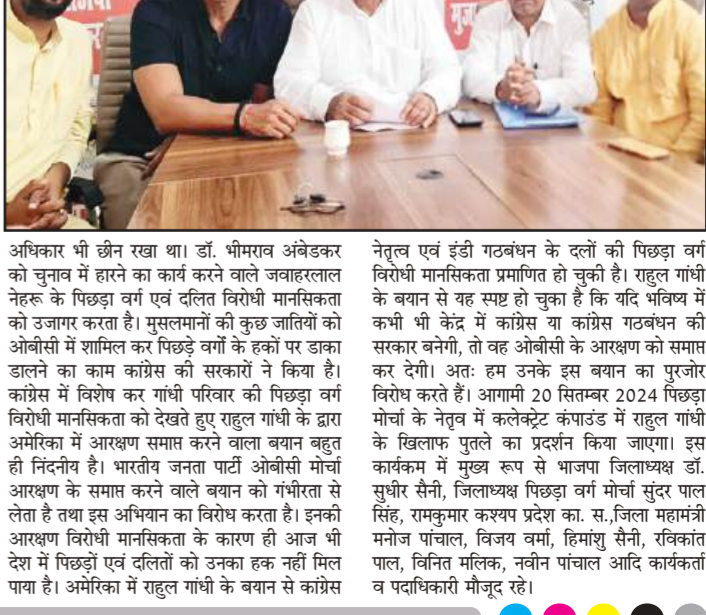 अधिकार भी छीन रखा था। डॉ. भीमराव अंबेडकर
को चुनाव में हारने का कार्य करने वाले जवाहरलाल
नेहरू के पिछड़ा वर्ग एवं दलित विरोधी मानसिकता
को उजागर करता है। मुसलमानों की कुछ जातियों को
ओबीसी में शामिल कर पिछड़े वर्गों के हकों पर डाका
डालने का काम कांग्रेस की सरकारों ने किया है।
कांग्रेस में विशेष कर गांधी परिवार की पिछड़ा वर्ग
विरोधी मानसिकता को देखते हुए राहुल गांधी के द्वारा
अमेरिका में आरक्षण समाप्त करने वाला बयान बहुत
ही निंदनीय है। भारतीय जनता पार्टी ओबीसी मोर्चा
आरक्षण के समाप्त करने वाले बयान को गंभीरता से
लेता है तथा इस अभियान का विरोध करता है। इनकी
आरक्षण विरोधी मानसिकता के कारण ही आज भी
देश में पिछड़ों एवं दलितों को उनका हक नहीं मिल
पाया है। अमेरिका में राहुल गांधी के बयान से कांग्रेस
नेतृत्व एवं इंडी गठबंधन के दलों की पिछड़ा वर्ग
विरोधी मानसिकता प्रमाणित हो चुकी है। राहुल गांधी
के बयान से यह स्पष्ट हो चुका है कि यदि भविष्य में
कभी भी केंद्र में कांग्रेस या कांग्रेस गठबंधन की
सरकार बनेगी, तो वह ओबीसी के आरक्षण को समाप्त
कर देगी। अतः हम उनके इस बयान का पुरजोर
विरोध करते हैं। आगामी 20 सितम्बर 2024 पिछड़ा
मोर्चा के नेतृव में कलेक्ट्रेट कंपाउंड में राहुल गांधी
के खिलाफ पुतले का प्रदर्शन किया जाएगा। इस
कार्यकम में मुख्य रूप से भाजपा जिलाध्यक्ष डॉ.
सुधीर सैनी, जिलाध्यक्ष पिछड़ा वर्ग मोर्चा सुंदर पाल
सिंह, रामकुमार कश्यप प्रदेश का. स.,जिला महामंत्री
मनोज पांचाल, विजय वर्मा, हिमांशु सैनी, रविकांत
पाल, विनित मलिक, नवीन पांचाल आदि कार्यकर्ता
व पदाधिकारी मौजूद रहे।